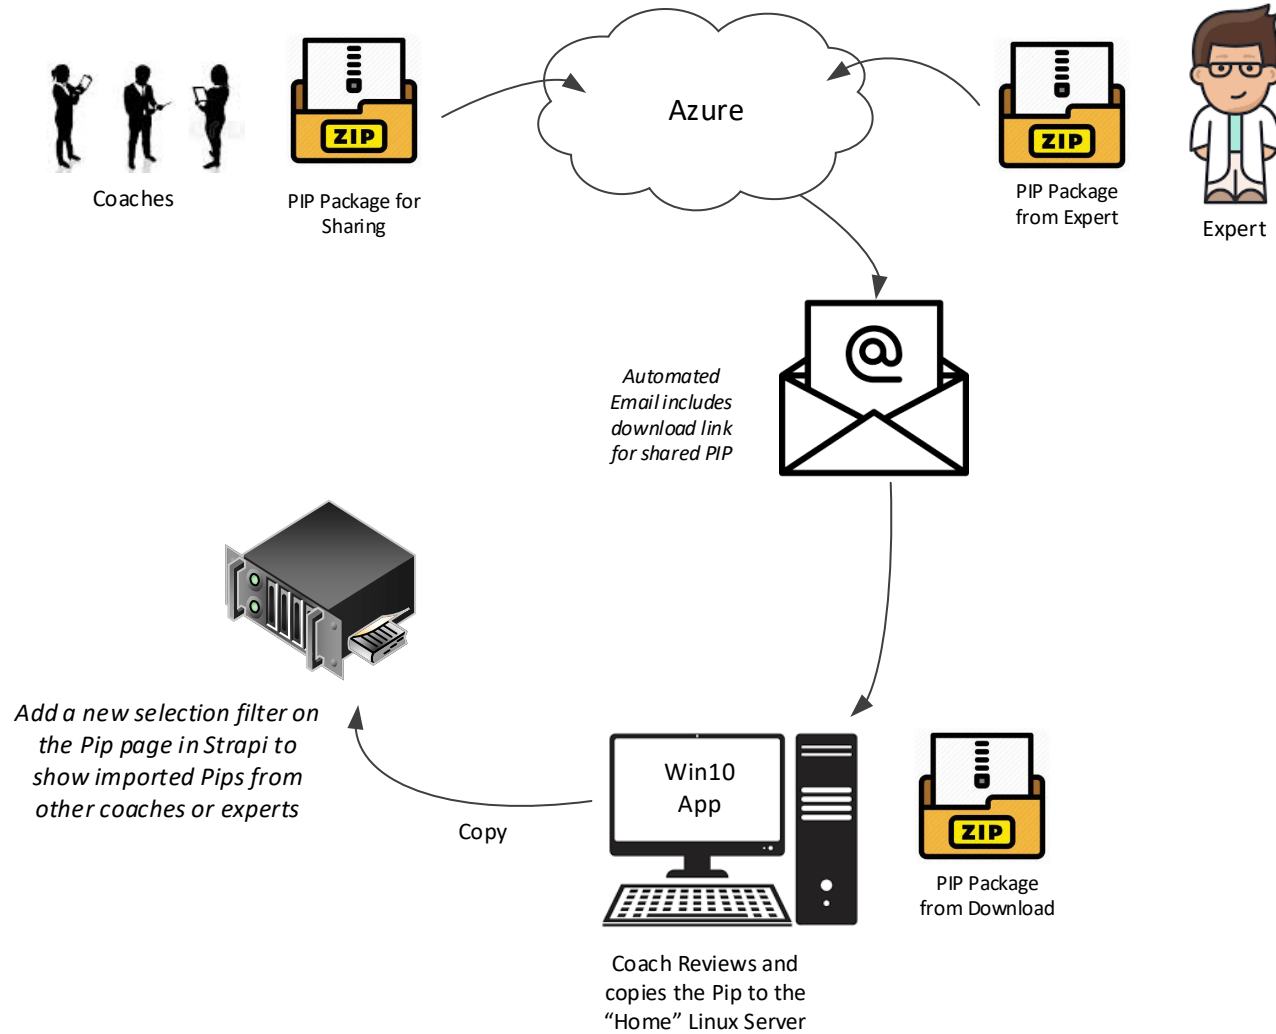 Azure
ZIP
ZIP
Coaches
PIP Package for
Sharing
PIP Package
from Expert
Expert
@
Automated
Email includes
download link
for shared PIP
Add a new selection filter on
the Pip page in Strapi to
show imported Pips from
other coaches or experts
Copy
Win10
App
ZIP
PIP Package
from Download
Coach Reviews and
copies the Pip to the
“Home” Linux Server